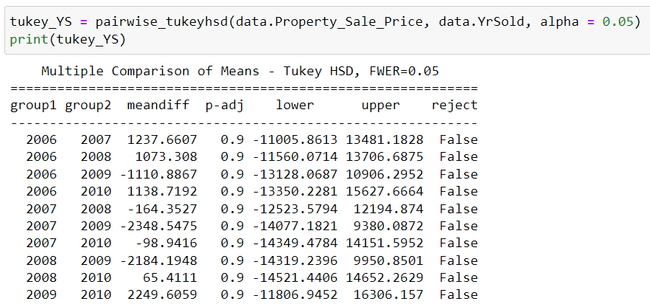 tukey_YS = pairwise_tukeyhsd(data.Property_Sale_Price, data.YrSold, alpha = 0.05)
print(tukey_YS)
Multiple Comparison of Means - Tukey HSD, FWER=0.05
===========================================================
group1 group2 meandiff p-adj lower upper reject
-----------------------------------------------------------
2006 2007 1237.6607 0.9 -11005.8613 13481.1828 False
2006 2008 1073.308 0.9 -11560.0714 13706.6875 False
2006 2009 -1110.8867 0.9 -13128.0687 10906.2952 False
2006 2010 1138.7192 0.9 -13350.2281 15627.6664 False
2007 2008 -164.3527 0.9 -12523.5794 12194.874 False
2007 2009 -2348.5475 0.9 -14077.1821 9380.0872 False
2007 2010 -98.9416 0.9 -14349.4784 14151.5952 False
2008 2009 -2184.1948 0.9 -14319.2396 9950.8501 False
2008 2010 65.4111 0.9 -14521.4406 14652.2629 False
2009 2010 2249.6059 0.9 -11806.9452 16306.157 False